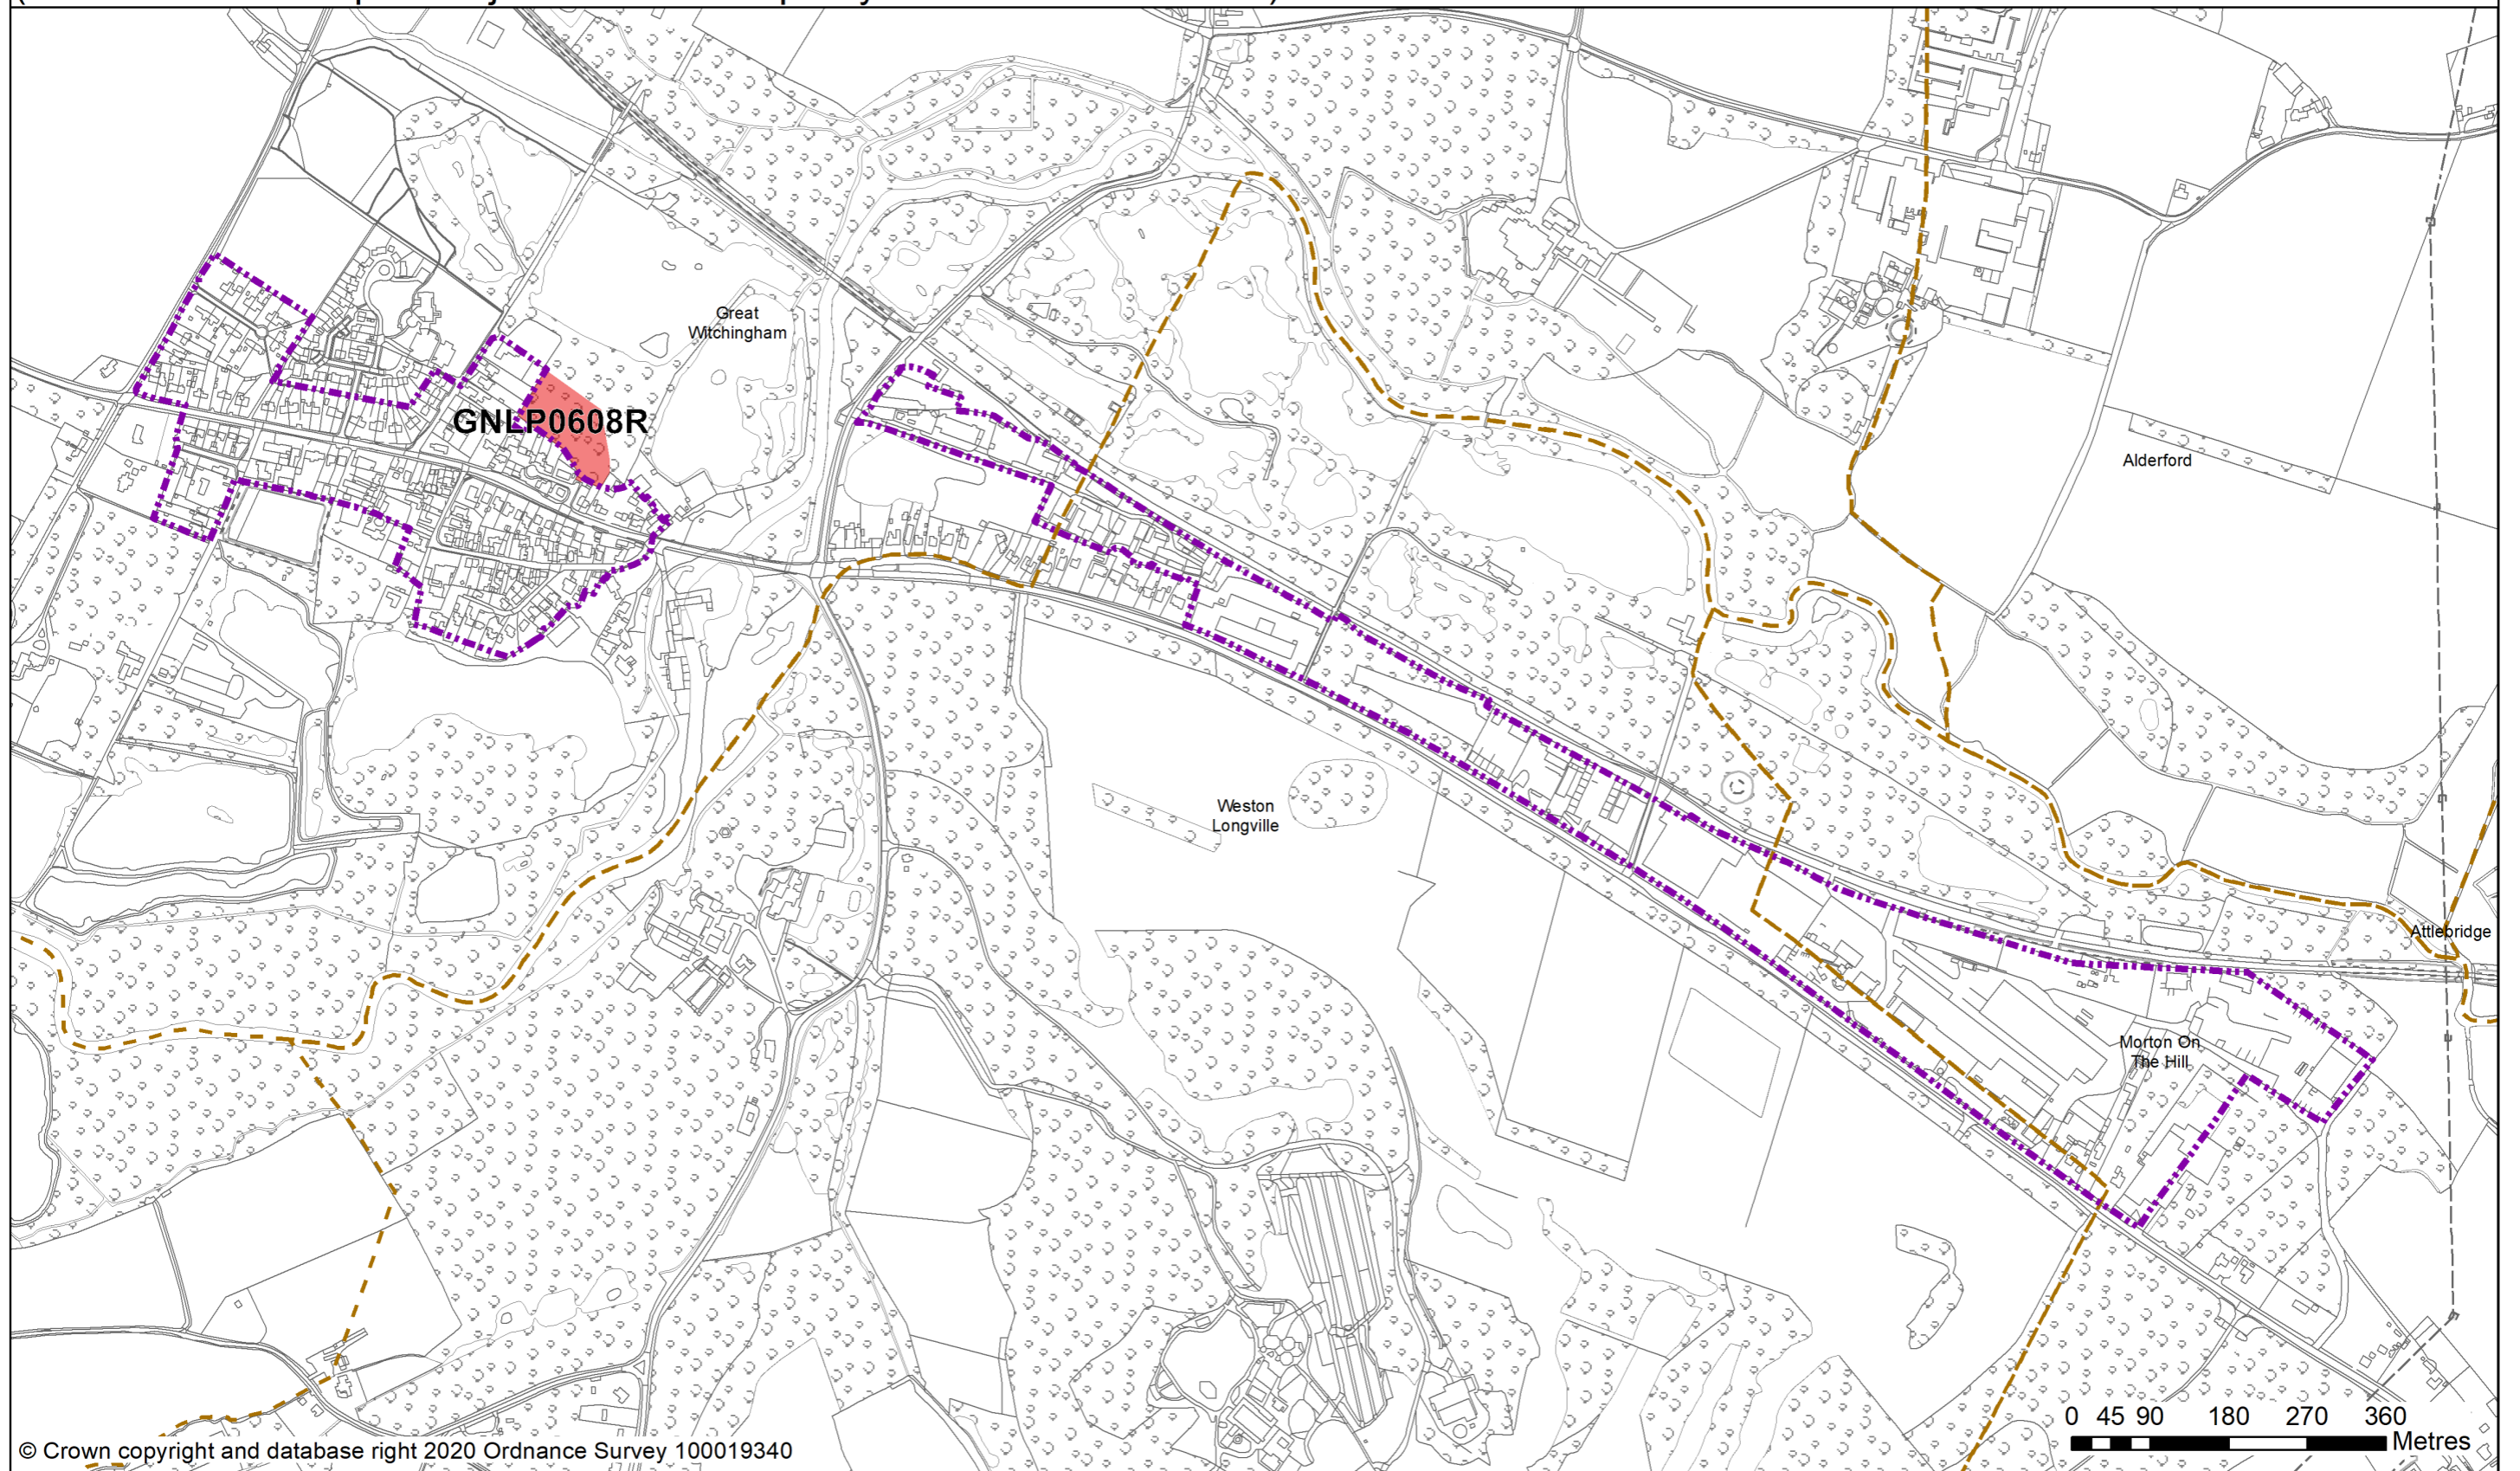 Great
Witchingham
GNLP0608R
Alderford
Weston
Longville
Attlebridge
Morton On
The Hill
0 45 90 180 270 360
Metres
© Crown copyright and database right 2020 Ordnance Survey 100019340